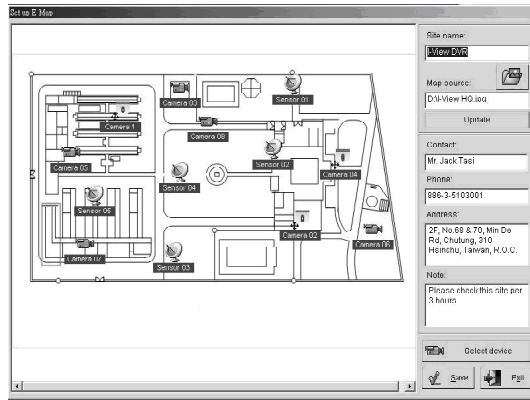 Set up E-Map
Site name:
I-View DVR
Map source:
D:\I-View HQ.jpg
Update
Contact:
Mr. Jack Tasi
Phone:
886-3-5103001
Address:
2F, No.68 & 70, Min De
Rd, Chutung, 310
Hsinchu, Taiwan, R.O.C.
Note:
Please check this site per
3 hours
Select device
Save
Exit
Camera 03
Sensor 01
Camera 1
Camera 08
Camera 05
Sensor 02
Camera 04
Sensor 04
Sensor 05
Camera 02
Camera 06
Camera 07
Sensor 03